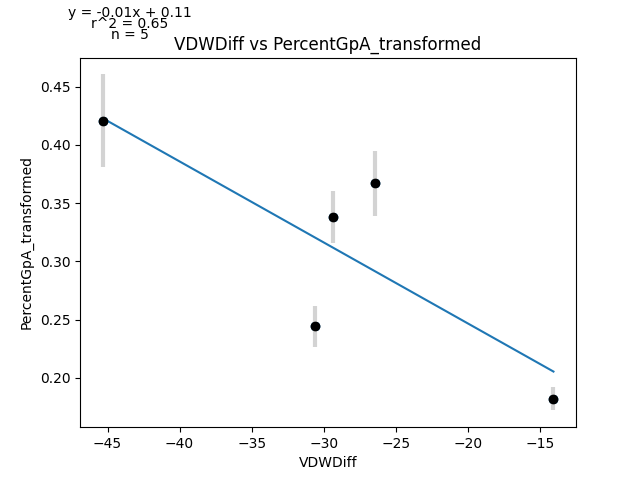 y = -0.01x + 0.11
r^2 = 0.65
n = 5
VDWDiff vs PercentGpA_transformed
0.45
0.40
0.35
0.30
0.25
0.20
PercentGpA_transformed
−45 −40 −35 −30 −25 −20 −15
VDWDiff